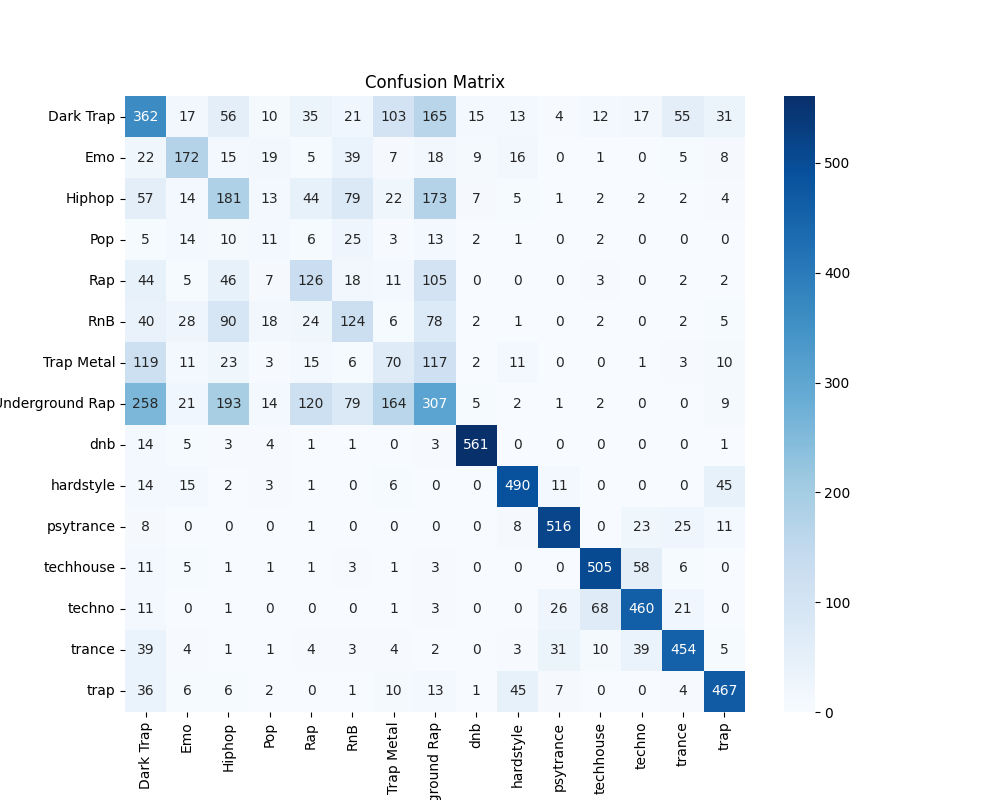 Confusion Matrix
Dark Trap 362 17 56 10 35 21 103 165 15 13 4 12 17 55 31
Emo 22 172 15 19 5 39 7 18 9 16 0 1 0 5 8
Hiphop 57 14 181 13 44 79 22 173 7 5 1 2 2 2 4
Pop 5 14 10 11 6 25 3 13 2 1 0 2 0 0 0
Rap 44 5 46 7 126 18 11 105 0 0 0 3 0 2 2
RnB 40 28 90 18 24 124 6 78 2 1 0 2 0 2 5
Trap Metal 119 11 23 3 15 6 70 117 2 11 0 0 1 3 10
Underground Rap 258 21 193 14 120 79 164 307 5 2 1 2 0 0 9
dnb 14 5 3 4 1 1 0 3 561 0 0 0 0 0 1
hardstyle 14 15 2 3 1 0 6 0 0 490 11 0 0 0 45
psytrance 8 0 0 0 1 0 0 0 0 8 516 0 23 25 11
techhouse 11 5 1 1 1 3 1 3 0 0 0 505 58 6 0
techno 11 0 1 0 0 0 1 3 0 0 26 68 460 21 0
trance 39 4 1 1 4 3 4 2 0 3 31 10 39 454 5
trap 36 6 6 2 0 1 10 13 1 45 7 0 0 4 467
Dark Trap
Emo
Hiphop
Pop
Rap
RnB
Trap Metal
ground Rap
dnb
hardstyle
psytrance
techhouse
techno
trance
trap
500
400
300
200
100
0